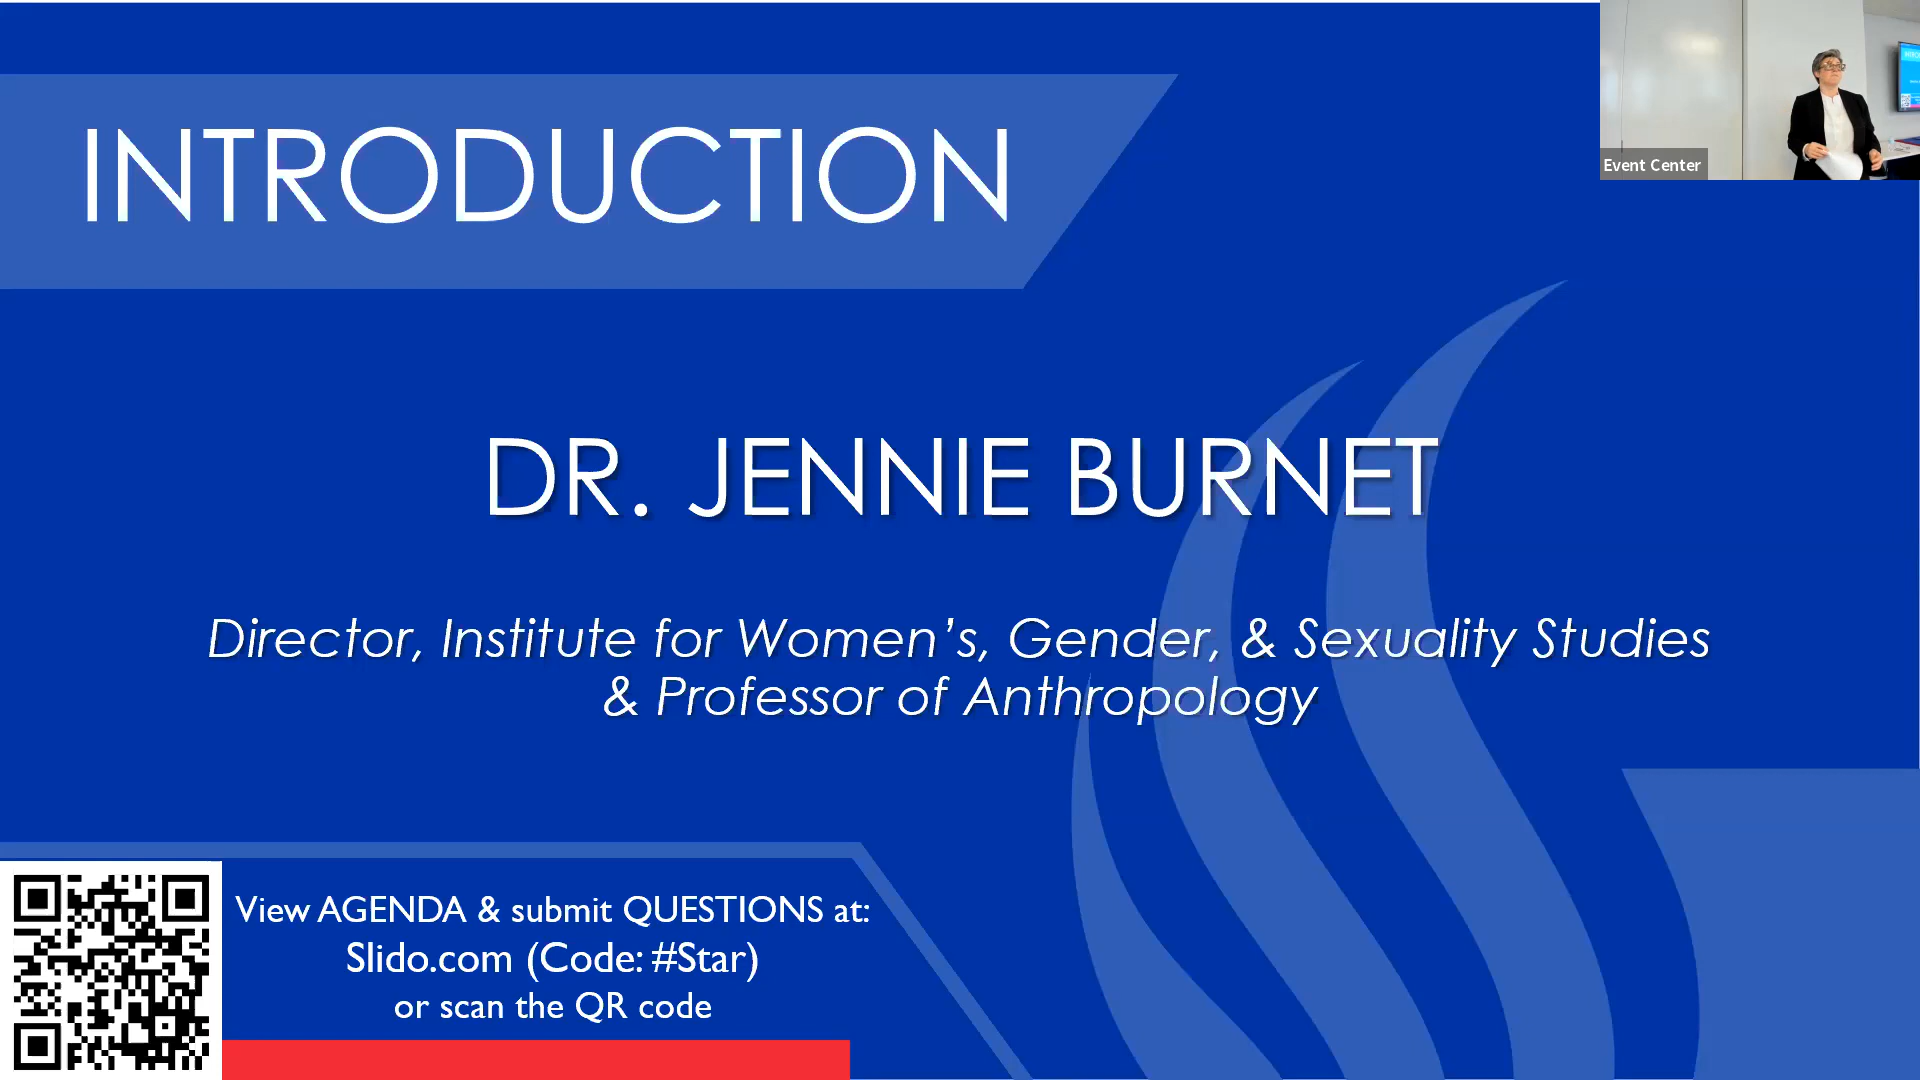 INTRODUCTION
Event Center
DR. JENNIE BURNET
Director, Institute for Women’s, Gender, & Sexuality Studies
& Professor of Anthropology
View AGENDA & submit QUESTIONS at:
Slido.com (Code: #Star)
or scan the QR code